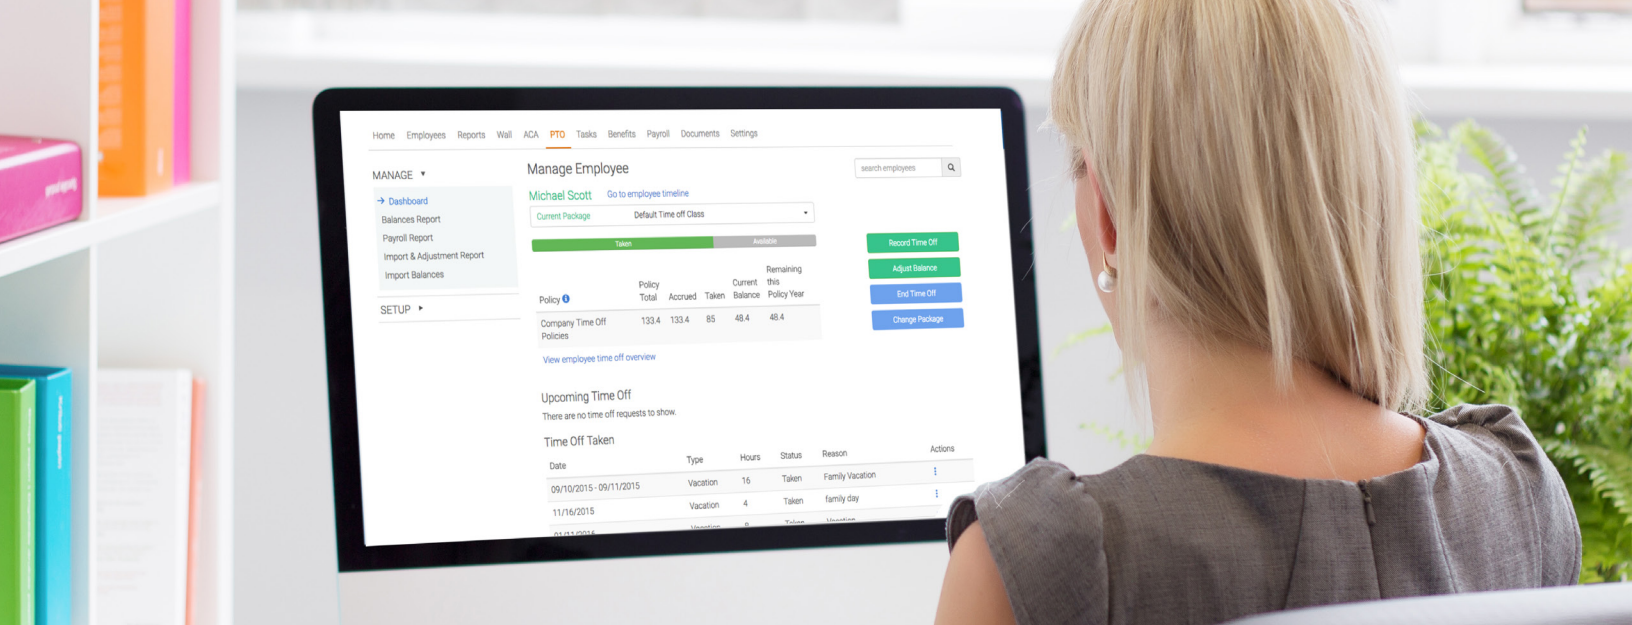 Home Employees Reports Wall ACA PTO Tasks Benefits Payroll Documents Settings
MANAGE
Dashboard
Balances Report
Payroll Report
Import & Adjustment Report
Import Balances
SETUP
Manage Employee
search employees
Michael Scott Go to employee timeline
Current Package Default Time off Class
Taken Available
Record Time Off
Adjust Balance
End Time Off
Change Package
Policy Policy Total Accrued Taken Current Balance Remaining this Policy Year
Company Time Off Policies 133.4 133.4 85 48.4 48.4
View employee time off overview
Upcoming Time Off
There are no time off requests to show.
Time Off Taken
Date Type Hours Status Reason Actions
09/10/2015 - 09/11/2015 Vacation 16 Taken Family Vacation
11/16/2015 Vacation 4 Taken family day
Vacation 8 Taken Vacation